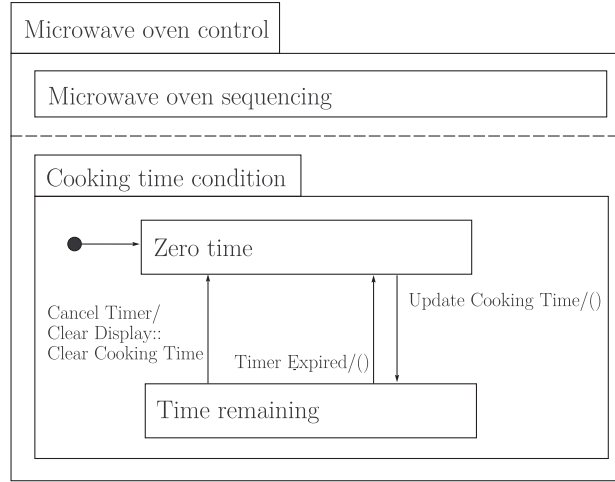 Microwave oven control
Microwave oven sequencing
Cooking time condition
Zero time
Update Cooking Time/()
Cancel Timer/
Clear Display::
Clear Cooking Time
Timer Expired/()
Time remaining